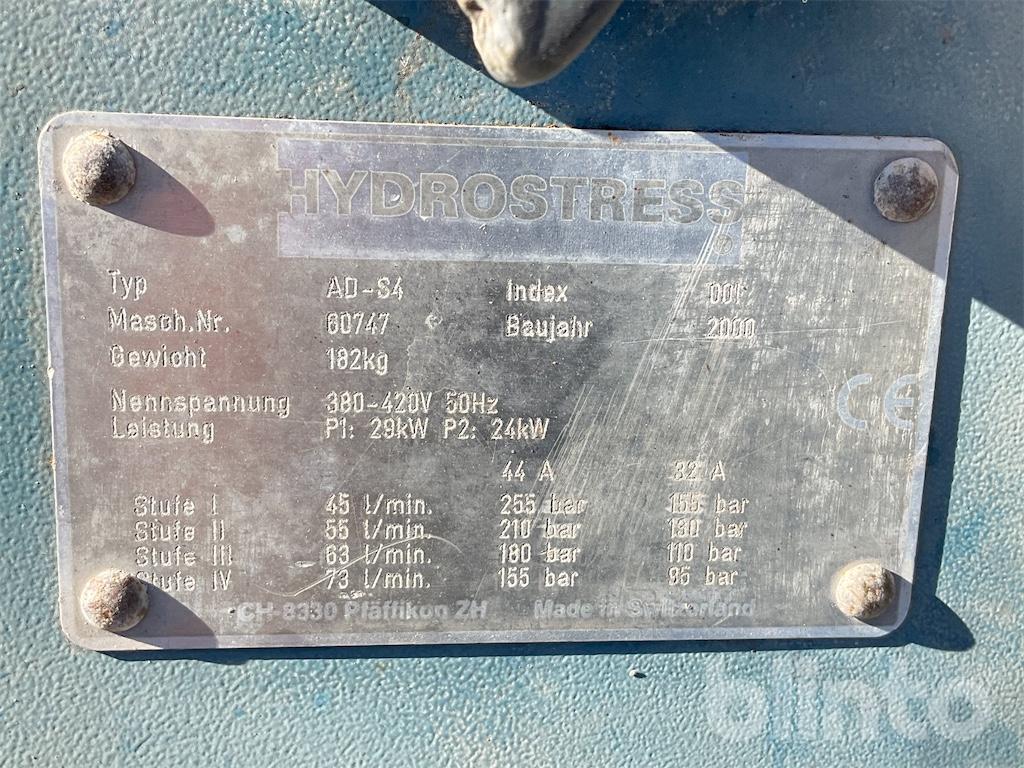 HYDROSTRESS
®
Typ AD-S4 Index 001
Masch.Nr. 60747 Baujahr 2000
Gewicht 182kg
Nennspannung 380-420V 50Hz
Leistung P1: 29kW P2: 24kW
CE
44 A 32 A
Stufe I 45 l/min. 255 bar 155 bar
Stufe II 55 l/min. 210 bar 130 bar
Stufe III 63 l/min. 180 bar 110 bar
Stufe IV 73 l/min. 155 bar 95 bar
CH-8330 Pfäffikon ZH Made in Switzerland
blinto